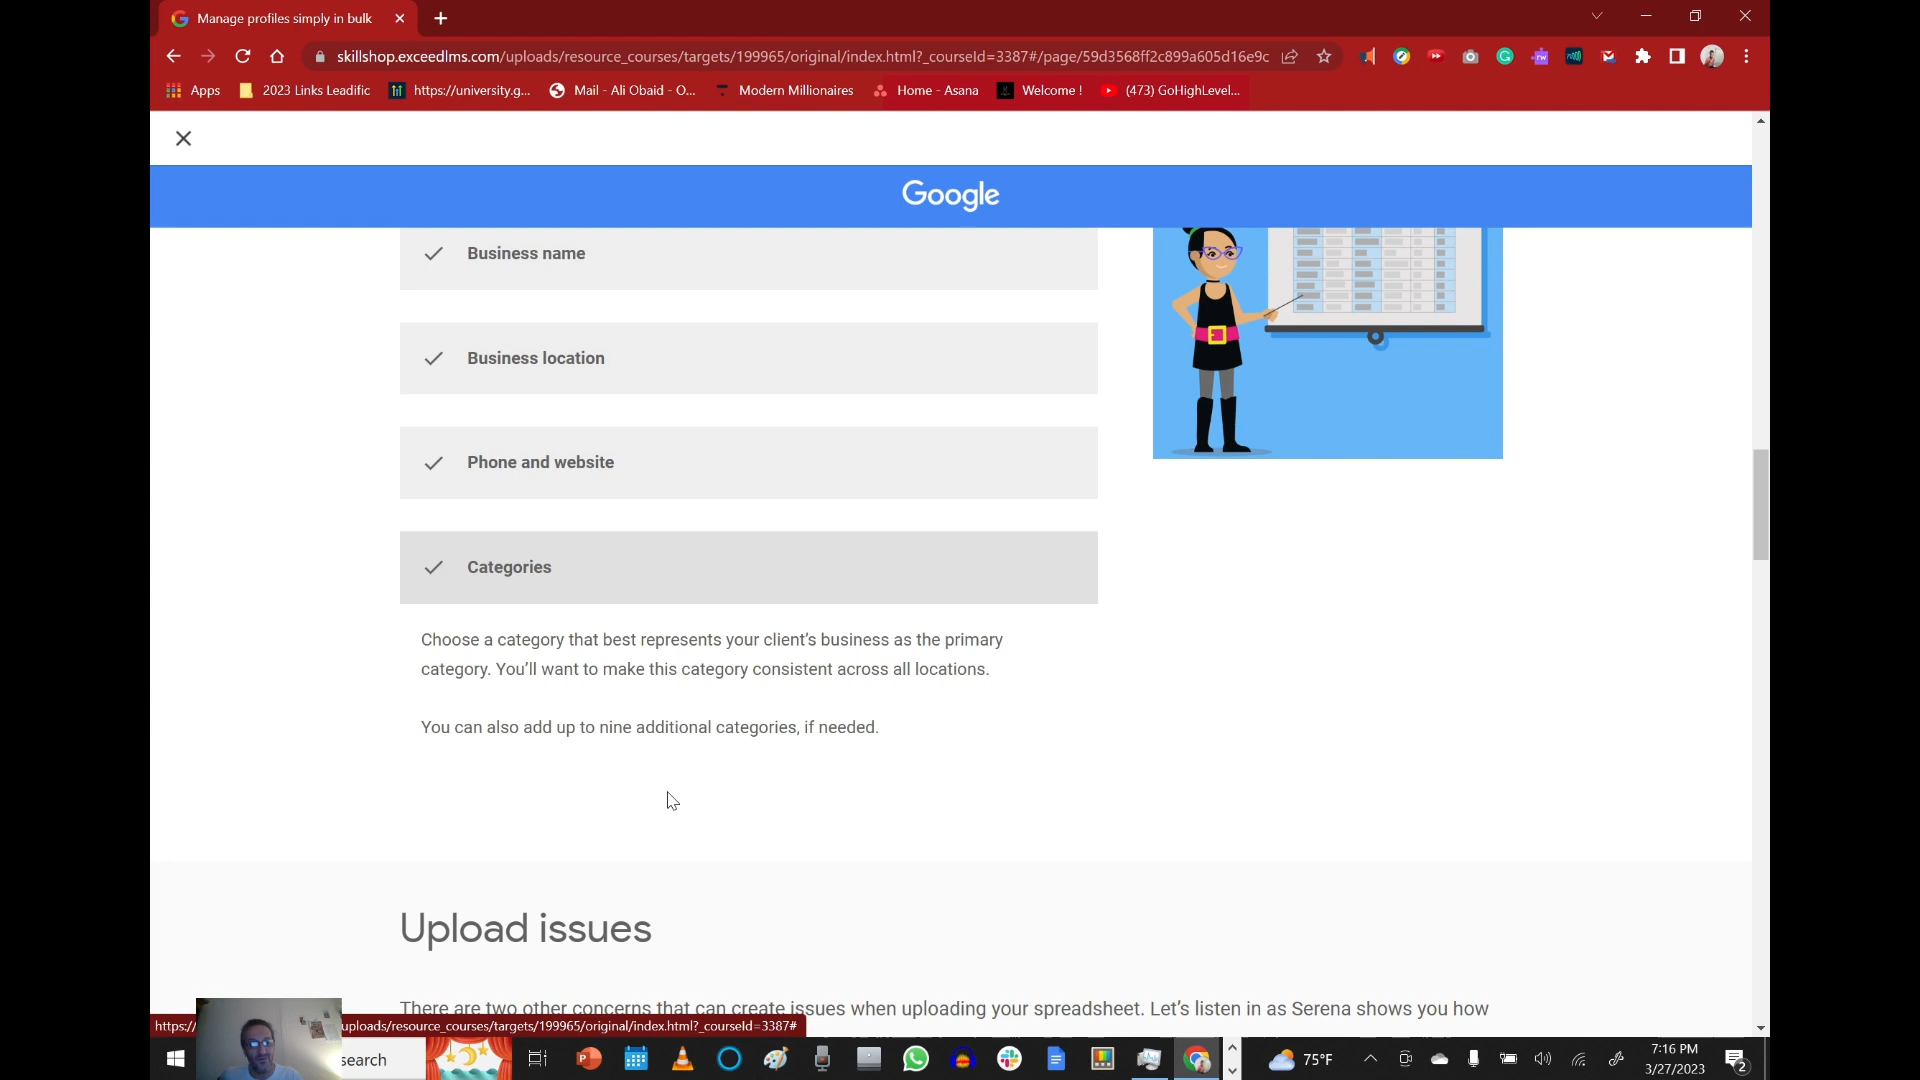 Manage profiles simply in bulk
skillshop.exceedlms.com/uploads/resource_courses/targets/199965/original/index.html?_courseId=3387#/page/59d3568ff2c899a605d16e9c
Apps
2023 Links Leadific
https://university.g...
Mail - Ali Obaid - O...
Modern Millionaires
Home - Asana
Welcome !
(473) GoHighLevel...
Google
Business name
Business location
Phone and website
Categories
Choose a category that best represents your client's business as the primary
category. You'll want to make this category consistent across all locations.
You can also add up to nine additional categories, if needed.
Upload issues
There are two other concerns that can create issues when uploading your spreadsheet. Let's listen in as Serena shows you how
https:// uploads/resource_courses/targets/199965/original/index.html?_courseId=3387#
search
75°F
7:16 PM
3/27/2023
2